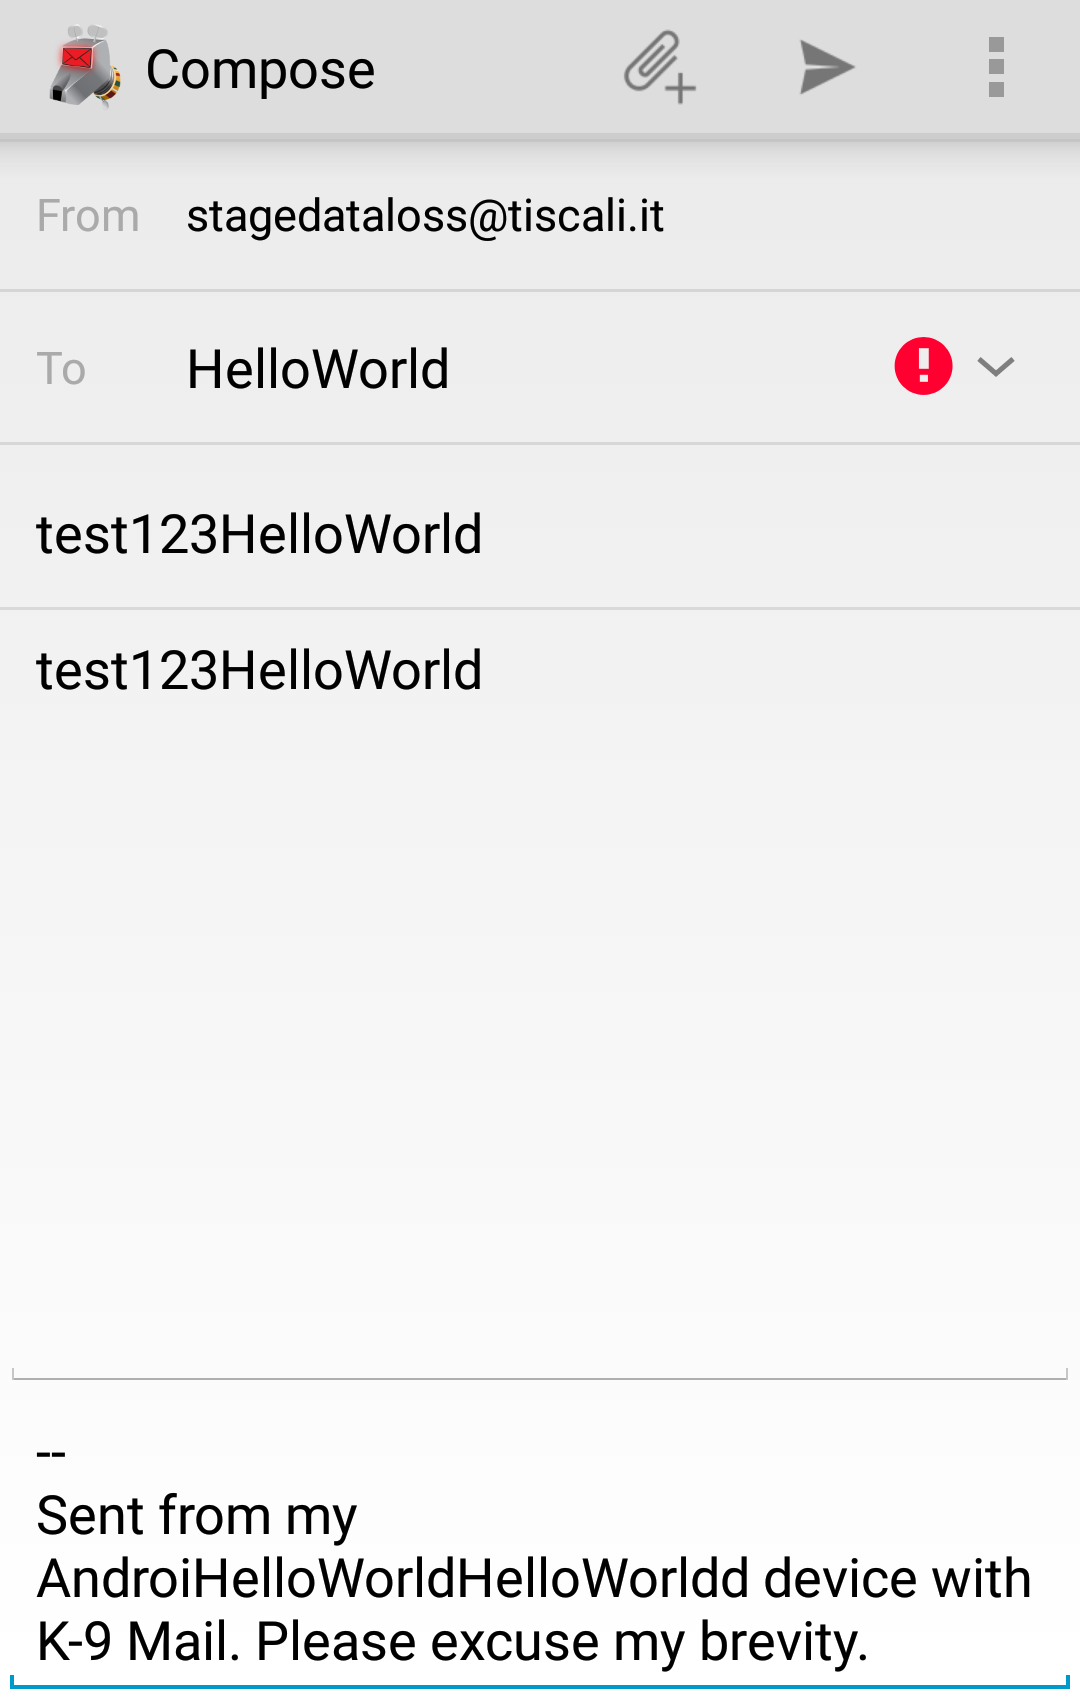 Compose
From stagedataloss@tiscali.it
To HelloWorld
test123HelloWorld
test123HelloWorld
--
Sent from my
AndroiHelloWorldHelloWorldd device with
K-9 Mail. Please excuse my brevity.